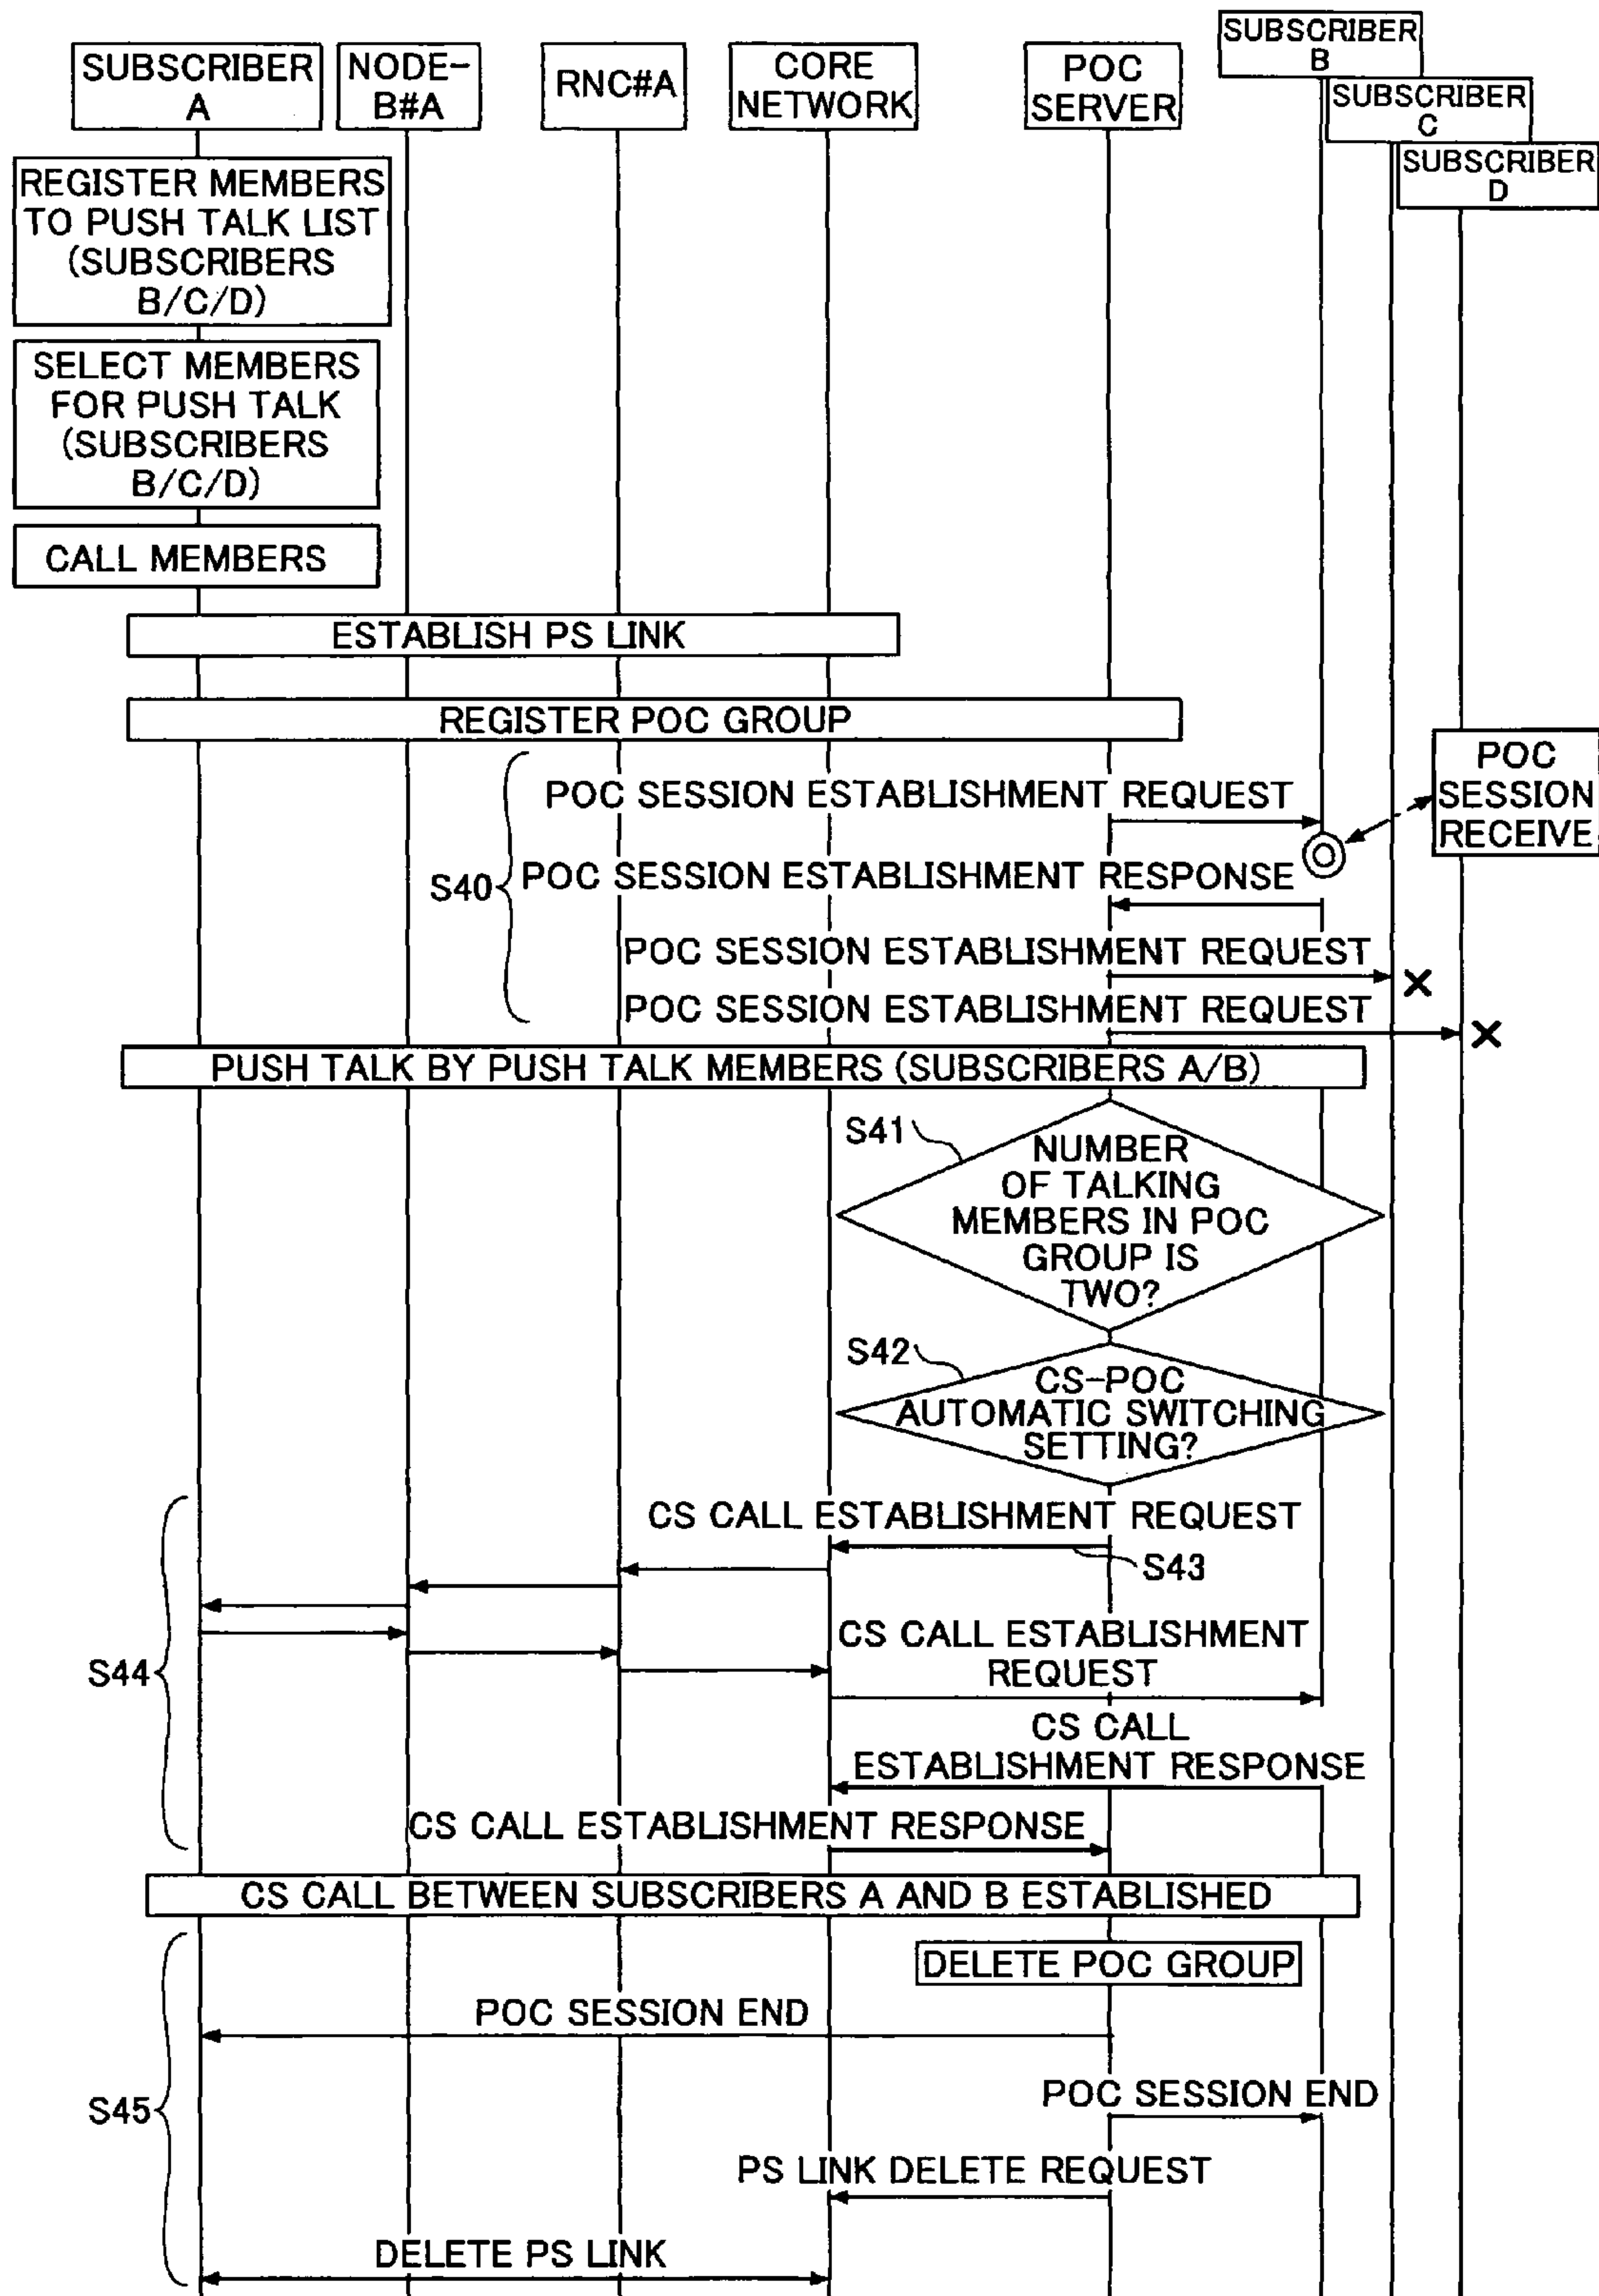 SUBSCRIBER
A
NODE-
B#A
RNC#A
CORE
NETWORK
POC
SERVER
SUBSCRIBER
B
SUBSCRIBER
C
SUBSCRIBER
D
REGISTER MEMBERS
TO PUSH TALK LIST
(SUBSCRIBERS
B/C/D)
SELECT MEMBERS
FOR PUSH TALK
(SUBSCRIBERS
B/C/D)
CALL MEMBERS
ESTABLISH PS LINK
REGISTER POC GROUP
POC SESSION ESTABLISHMENT REQUEST
POC
SESSION
RECEIVE
S40
POC SESSION ESTABLISHMENT RESPONSE
POC SESSION ESTABLISHMENT REQUEST
POC SESSION ESTABLISHMENT REQUEST
PUSH TALK BY PUSH TALK MEMBERS (SUBSCRIBERS A/B)
S41
NUMBER
OF TALKING
MEMBERS IN POC
GROUP IS
TWO?
S42
CS-POC
AUTOMATIC SWITCHING
SETTING?
CS CALL ESTABLISHMENT REQUEST
S43
S44
CS CALL ESTABLISHMENT
REQUEST
CS CALL
ESTABLISHMENT RESPONSE
CS CALL ESTABLISHMENT RESPONSE
CS CALL BETWEEN SUBSCRIBERS A AND B ESTABLISHED
DELETE POC GROUP
POC SESSION END
S45
POC SESSION END
PS LINK DELETE REQUEST
DELETE PS LINK